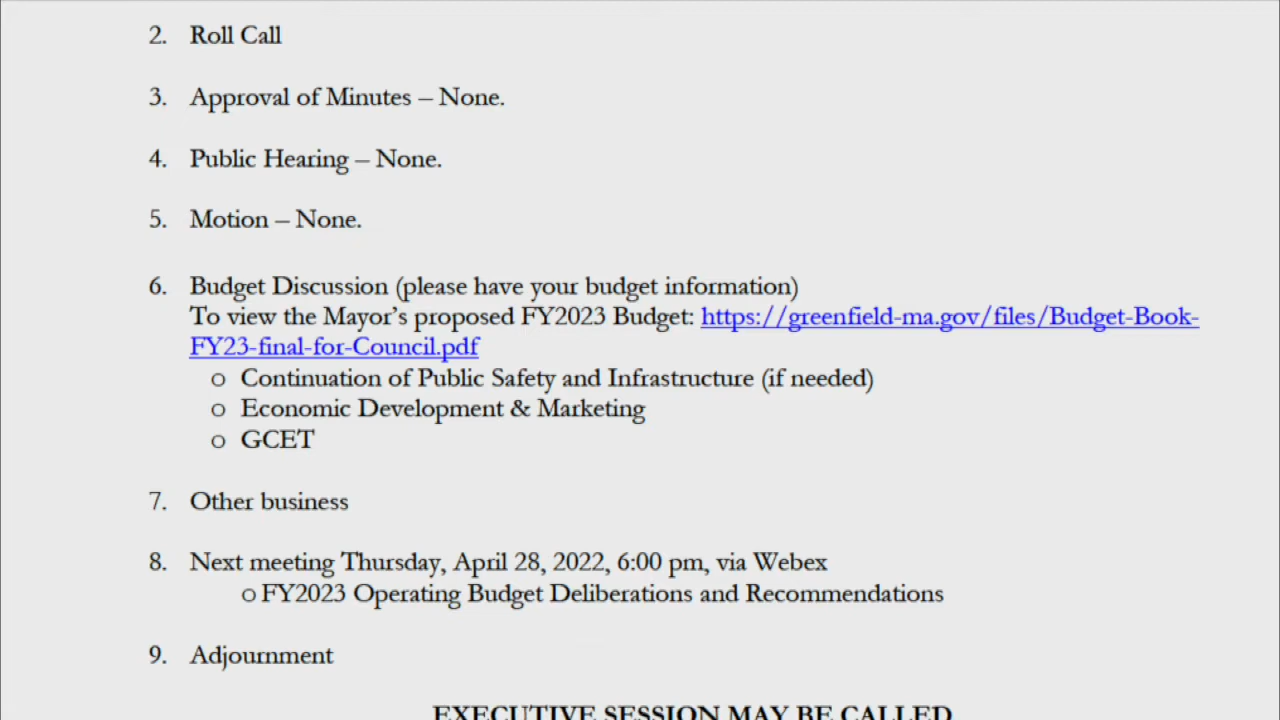 2. Roll Call
3. Approval of Minutes – None.
4. Public Hearing – None.
5. Motion – None.
6. Budget Discussion (please have your budget information)
To view the Mayor's proposed FY2023 Budget: https://greenfield-ma.gov/files/Budget-Book-
FY23-final-for-Council.pdf
o Continuation of Public Safety and Infrastructure (if needed)
o Economic Development & Marketing
o GCET
7. Other business
8. Next meeting Thursday, April 28, 2022, 6:00 pm, via Webex
o FY2023 Operating Budget Deliberations and Recommendations
9. Adjournment
EXECUTIVE SESSION MAY BE CALLED